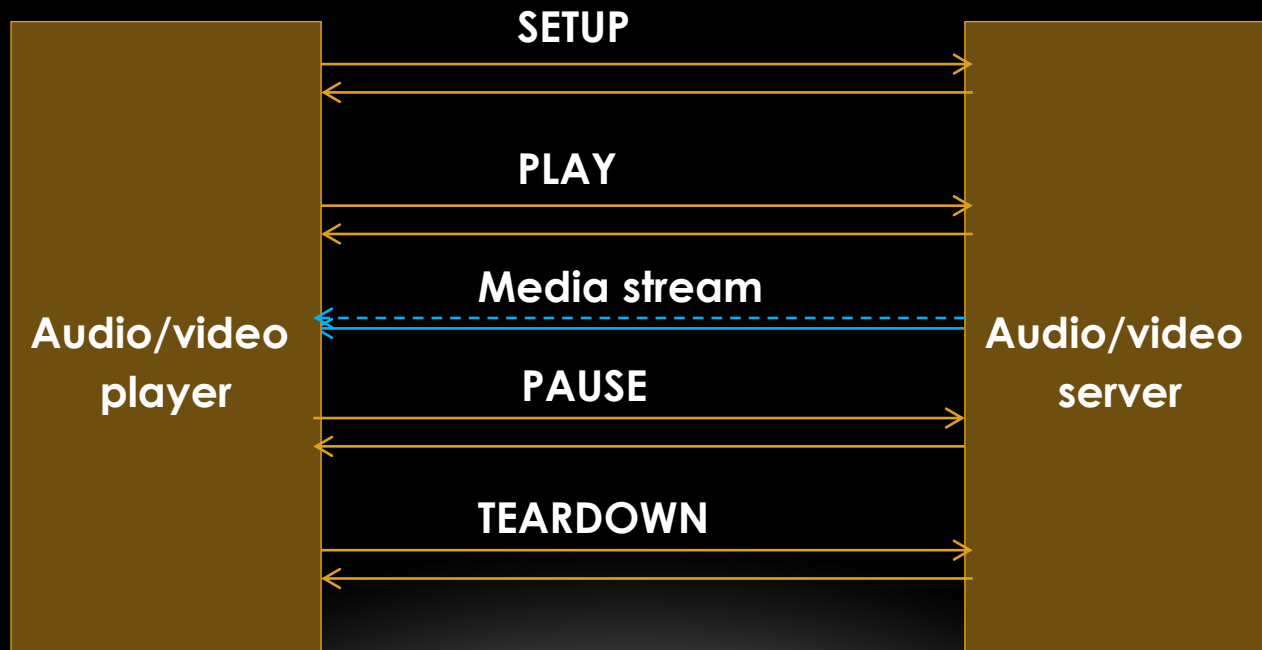 SETUP
PLAY
Media stream
Audio/video
player
Audio/video
server
PAUSE
TEARDOWN